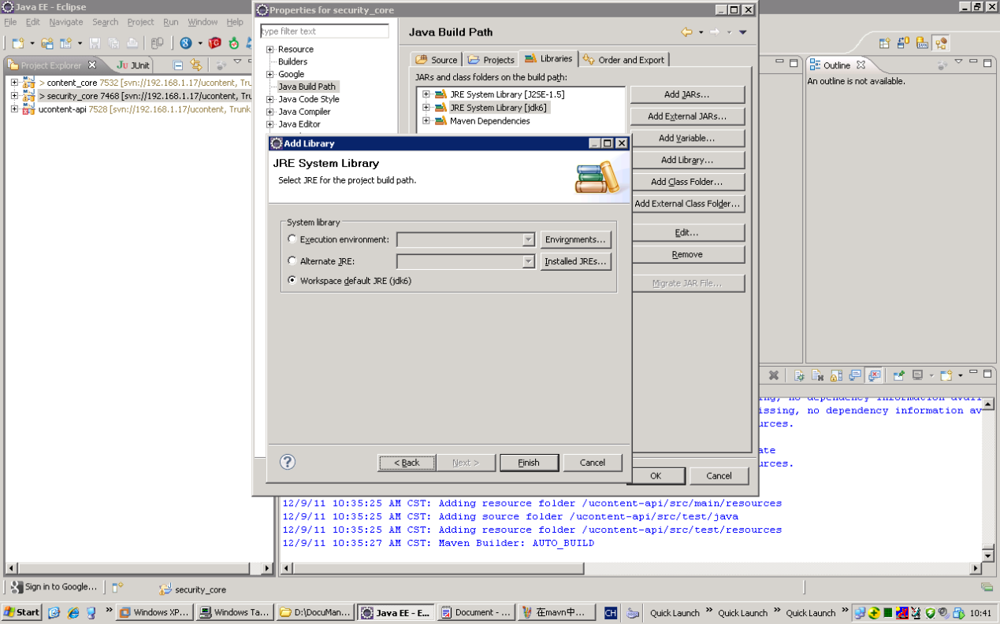 Java EE - Eclipse
File Edit Navigate Search Project Run Window Help
Project Explorer JUnit
> content_core 7532 [svn://192.168.1.17/ucontent, Tru
> security_core 7468 [svn://192.168.1.17/ucontent, Tr
ucontent-api 7528 [svn://192.168.1.17/ucontent, Trunk
Properties for security_core
type filter text
Resource
Builders
Google
Java Build Path
Java Code Style
Java Compiler
Java Editor
Java Build Path
Source Projects Libraries Order and Export
JARs and class folders on the build path:
JRE System Library [J2SE-1.5]
JRE System Library [jdk6]
Maven Dependencies
Add JARs...
Add External JARs...
Add Variable...
Add Library...
Add Class Folder...
Add External Class Folder...
Edit...
Remove
Migrate JAR File...
OK Cancel
Add Library
JRE System Library
Select JRE for the project build path.
System library
Execution environment: Environments...
Alternate JRE: Installed JREs...
Workspace default JRE (jdk6)
< Back Next > Finish Cancel
Outline
An outline is not available.
issing, no dependency information av
urces.
ate
urces.
12/9/11 10:35:25 AM CST: Adding resource folder /ucontent-api/src/main/resources
12/9/11 10:35:25 AM CST: Adding source folder /ucontent-api/src/test/java
12/9/11 10:35:25 AM CST: Adding resource folder /ucontent-api/src/test/resources
12/9/11 10:35:27 AM CST: Maven Builder: AUTO_BUILD
Sign in to Google... security_core
Start » Windows XP... Windows Ta... D:\DocuMan... Java EE - E... Document - ... 在mavn中... CH Quick Launch » Quick Launch » Quick Launch » 10:41